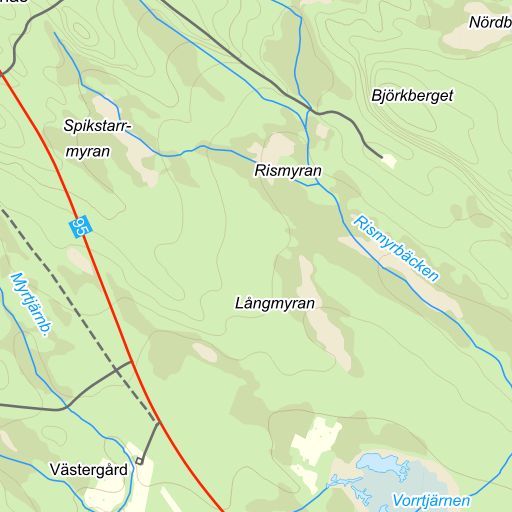 Nördb
Björkberget
Spikstarr-
myran
Rismyran
95
Rismyrbäcken
Myrtjärnb.
Långmyran
Västergård
Vorrtjärnen